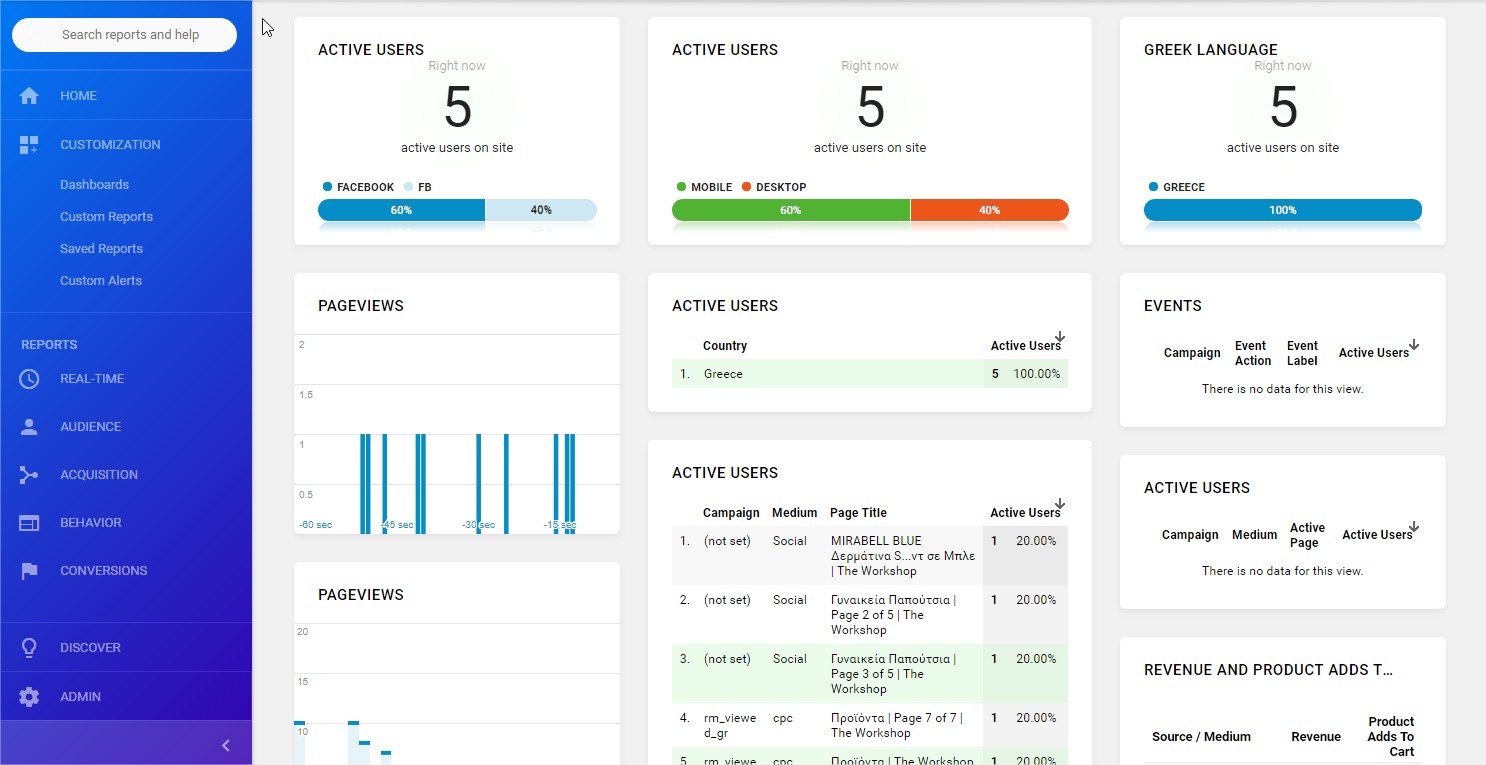 Search reports and help
HOME
CUSTOMIZATION
Dashboards
Custom Reports
Saved Reports
Custom Alerts
REPORTS
REAL-TIME
AUDIENCE
ACQUISITION
BEHAVIOR
CONVERSIONS
DISCOVER
ADMIN
ACTIVE USERS
Right now
5
active users on site
FACEBOOK FB
60% 40%
ACTIVE USERS
Right now
5
active users on site
MOBILE DESKTOP
60% 40%
GREEK LANGUAGE
Right now
5
active users on site
GREECE
100%
PAGEVIEWS
2
1.5
1
0.5
-60 sec -45 sec -30 sec -15 sec
PAGEVIEWS
20
15
10
ACTIVE USERS
Country Active Users
1. Greece 5 100.00%
ACTIVE USERS
Campaign Medium Page Title Active Users
1. (not set) Social MIRABELL BLUE 1 20.00%
Δερμάτινα S...ντ σε Μπλε
| The Workshop
2. (not set) Social Γυναικεία Παπούτσια | 1 20.00%
Page 2 of 5 | The
Workshop
3. (not set) Social Γυναικεία Παπούτσια | 1 20.00%
Page 3 of 5 | The
Workshop
4. rm_viewe cpc Προϊόντα | Page 7 of 7 | 1 20.00%
d_gr The Workshop
5. rm_viewe cpc Προϊόντα | The Workshop 1 20.00%
EVENTS
Campaign Event Event Active Users
Action Label
There is no data for this view.
ACTIVE USERS
Campaign Medium Active Active Users
Page
There is no data for this view.
REVENUE AND PRODUCT ADDS T...
Source / Medium Revenue Product
Adds To
Cart